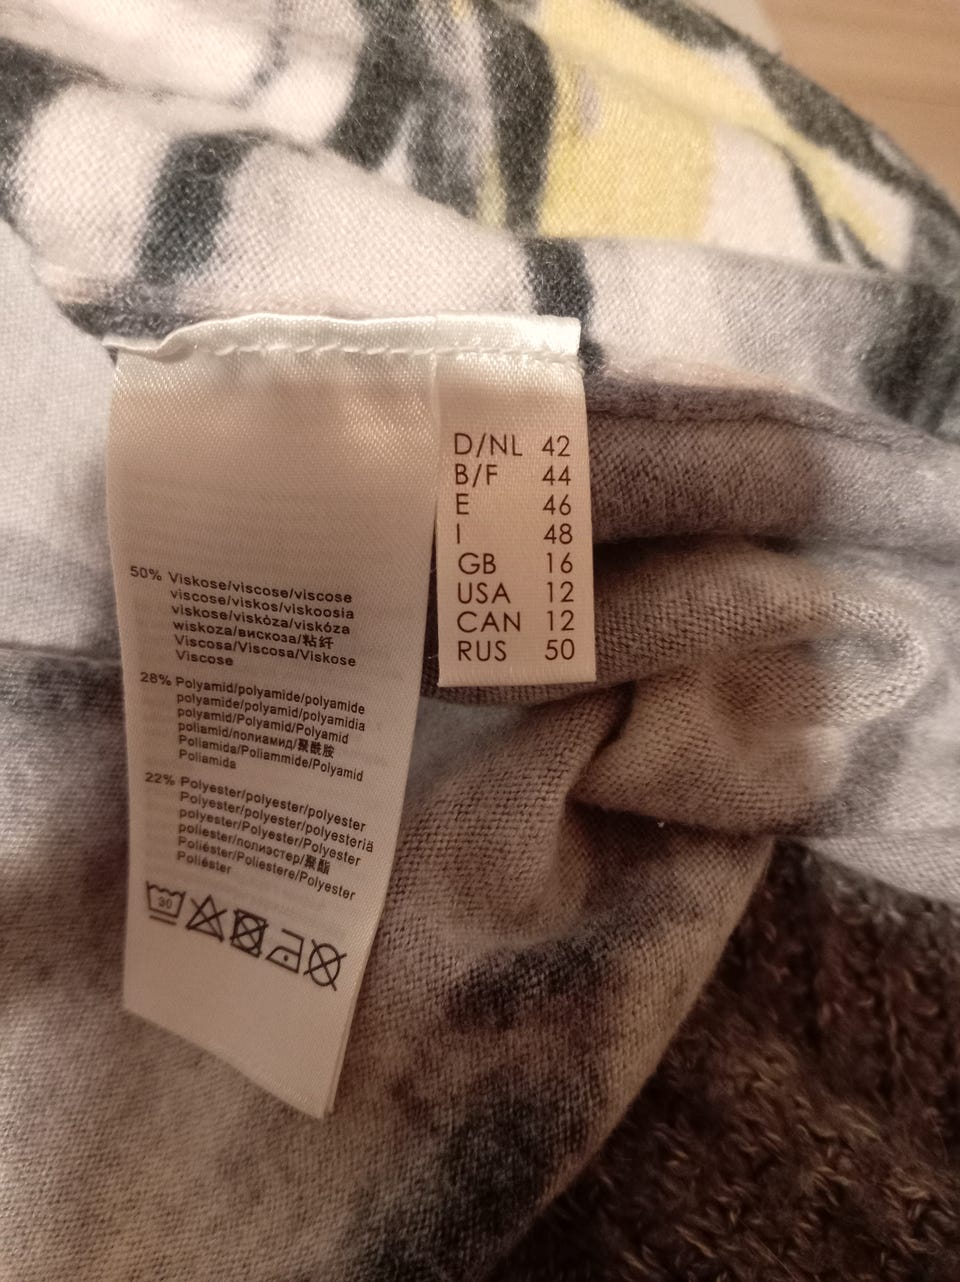 50% Viskose/viscose/viscose
viscose/viskos/viskoosia
viskose/viskóza/viskóza
wiskoza/вискоза/粘纤
Viscosa/Viscosa/Viskose
Viscose
28% Polyamid/polyamide/polyamide
polyamide/polyamid/polyamidia
polyamid/Polyamid/Polyamid
poliamid/полиамид/聚酰胺
Poliamida/Poliammide/Polyamid
Poliamida
22% Polyester/polyester/polyester
Polyester/polyester/polyesteriä
polyester/Polyester/Polyester
poliester/полиэстер/聚酯
Poliéster/Poliestere/Polyester
Poliéster
30
D/NL 42
B/F 44
E 46
I 48
GB 16
USA 12
CAN 12
RUS 50